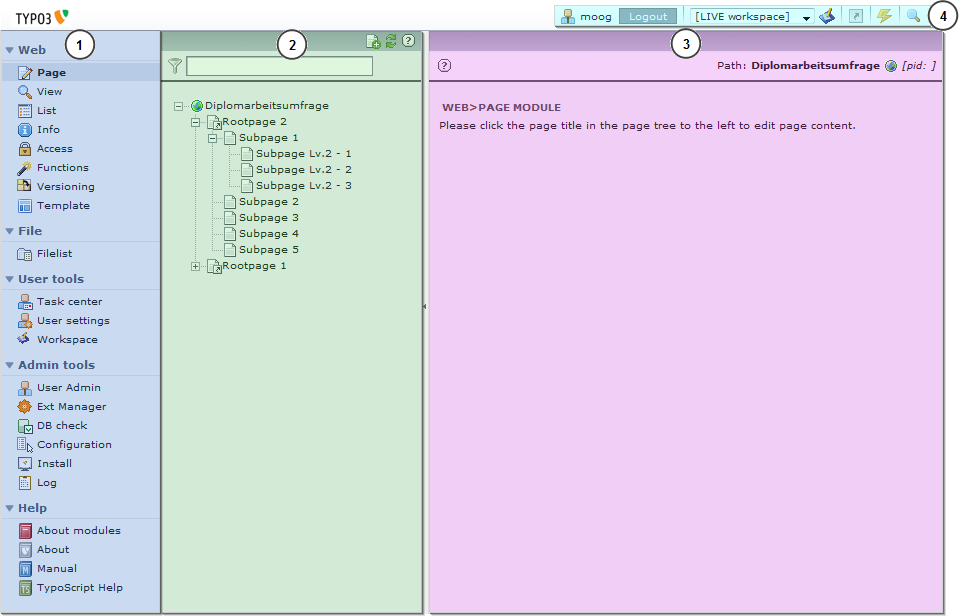 TYPO3
moog Logout [LIVE workspace] 4
1
2
3
Web
Page
View
List
Info
Access
Functions
Versioning
Template
File
Filelist
User tools
Task center
User settings
Workspace
Admin tools
User Admin
Ext Manager
DB check
Configuration
Install
Log
Help
About modules
About
Manual
TypoScript Help
Diplomarbeitsumfrage
Rootpage 2
Subpage 1
Subpage Lv.2 - 1
Subpage Lv.2 - 2
Subpage Lv.2 - 3
Subpage 2
Subpage 3
Subpage 4
Subpage 5
Rootpage 1
Path: Diplomarbeitsumfrage [pid: ]
WEB>PAGE MODULE
Please click the page title in the page tree to the left to edit page content.